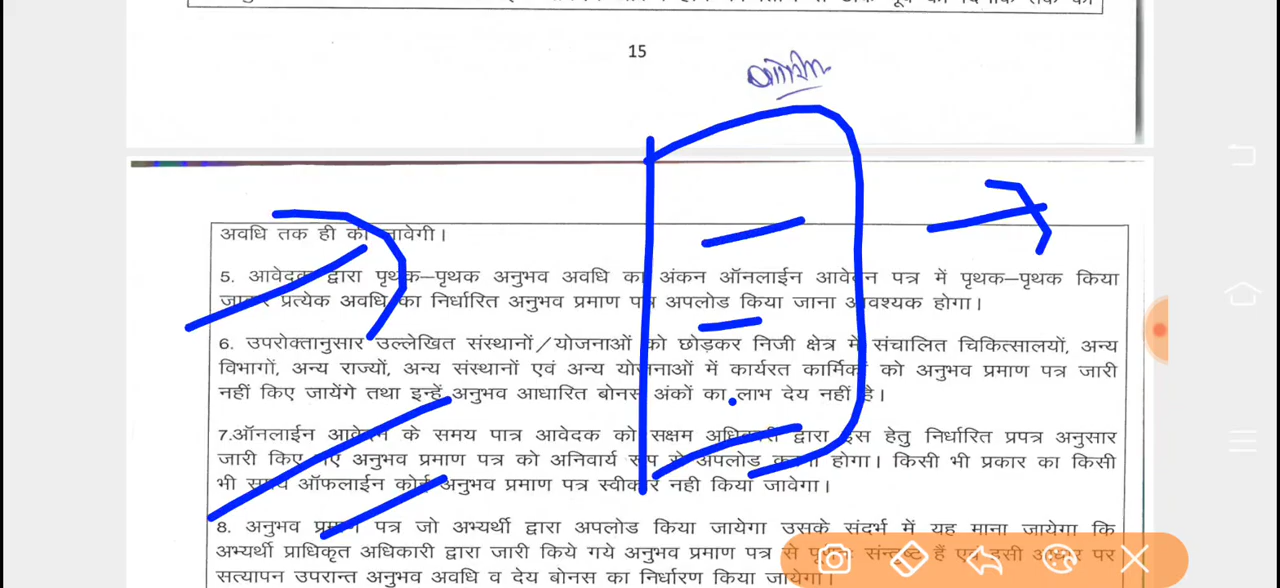 15
अवधि तक ही की जावेगी।
5. आवेदक द्वारा पृथक–पृथक अनुभव अवधि का अंकन ऑनलाईन आवेदन पत्र में पृथक–पृथक किया
जाकर प्रत्येक अवधि का निर्धारित अनुभव प्रमाण पत्र अपलोड किया जाना आवश्यक होगा।
6. उपरोक्तानुसार उल्लेखित संस्थानों/योजनाओं को छोड़कर निजी क्षेत्र में संचालित चिकित्सालयों, अन्य
विभागों, अन्य राज्यों, अन्य संस्थानों एवं अन्य योजनाओं में कार्यरत कार्मिकों को अनुभव प्रमाण पत्र जारी
नहीं किए जायेंगे तथा इन्हें अनुभव आधारित बोनस अंकों का लाभ देय नहीं है।
7.ऑनलाईन आवेदन के समय पात्र आवेदक को सक्षम अधिकारी द्वारा इस हेतु निर्धारित प्रपत्र अनुसार
जारी किए गए अनुभव प्रमाण पत्र को अनिवार्य रूप से अपलोड करना होगा। किसी भी प्रकार का किसी
भी समय ऑफलाईन कोई अनुभव प्रमाण पत्र स्वीकार नही किया जावेगा।
8. अनुभव प्रमाण पत्र जो अभ्यर्थी द्वारा अपलोड किया जायेगा उसके संदर्भ में यह माना जायेगा कि
अभ्यर्थी प्राधिकृत अधिकारी द्वारा जारी किये गये अनुभव प्रमाण पत्र से पूर्णतः संन्तुष्ट हैं एवं इसी आधार पर
सत्यापन उपरान्त अनुभव अवधि व देय बोनस का निर्धारण किया जायेगा।